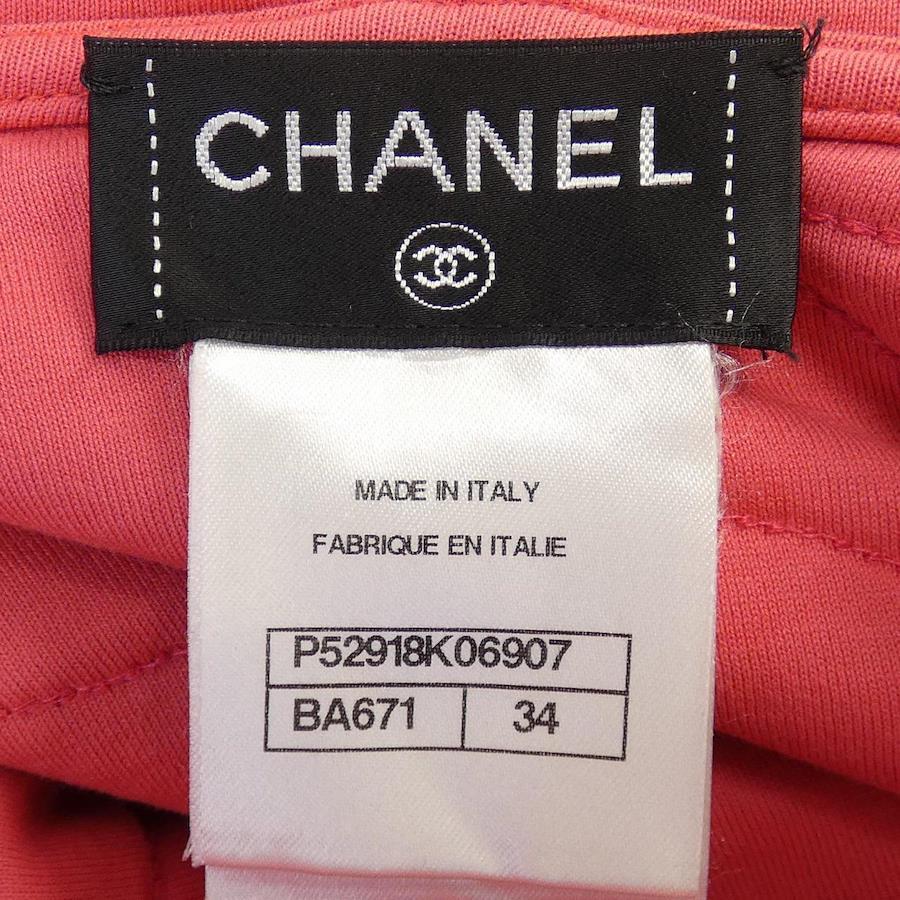 CHANEL
MADE IN ITALY
FABRIQUE EN ITALIE
P52918K06907
BA671 34